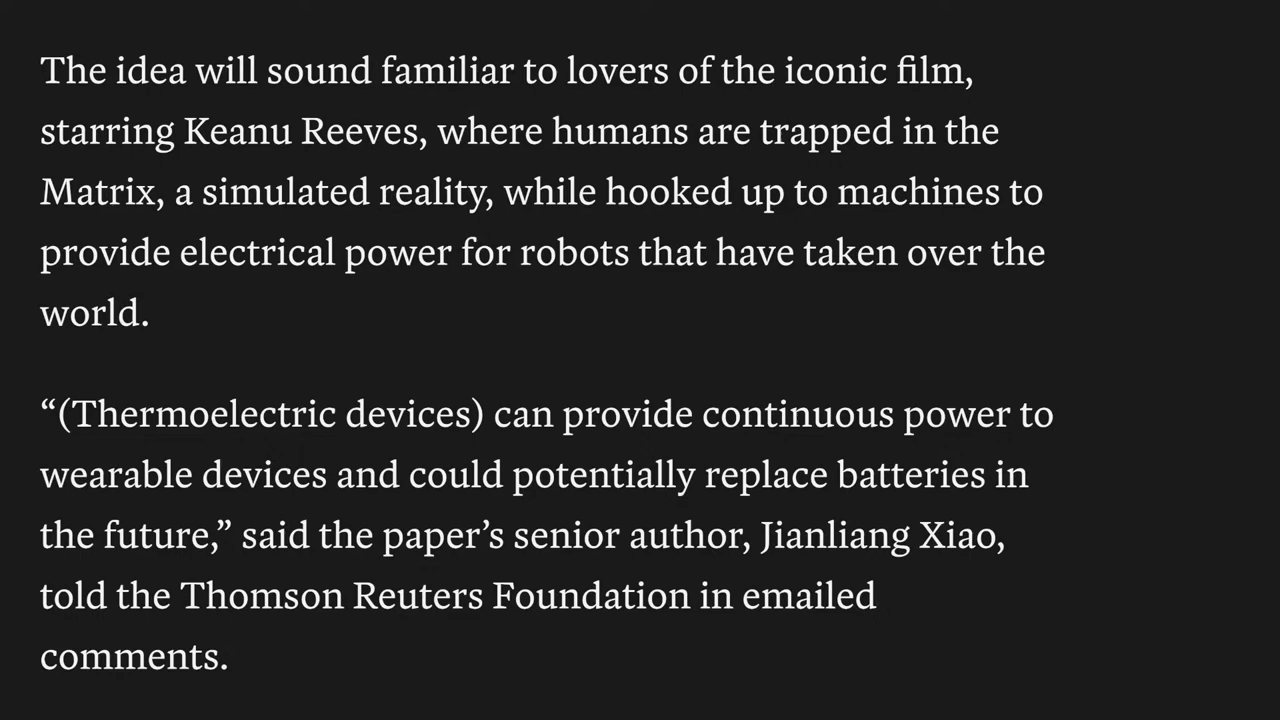 The idea will sound familiar to lovers of the iconic film,
starring Keanu Reeves, where humans are trapped in the
Matrix, a simulated reality, while hooked up to machines to
provide electrical power for robots that have taken over the
world.
“(Thermoelectric devices) can provide continuous power to
wearable devices and could potentially replace batteries in
the future,” said the paper’s senior author, Jianliang Xiao,
told the Thomson Reuters Foundation in emailed
comments.